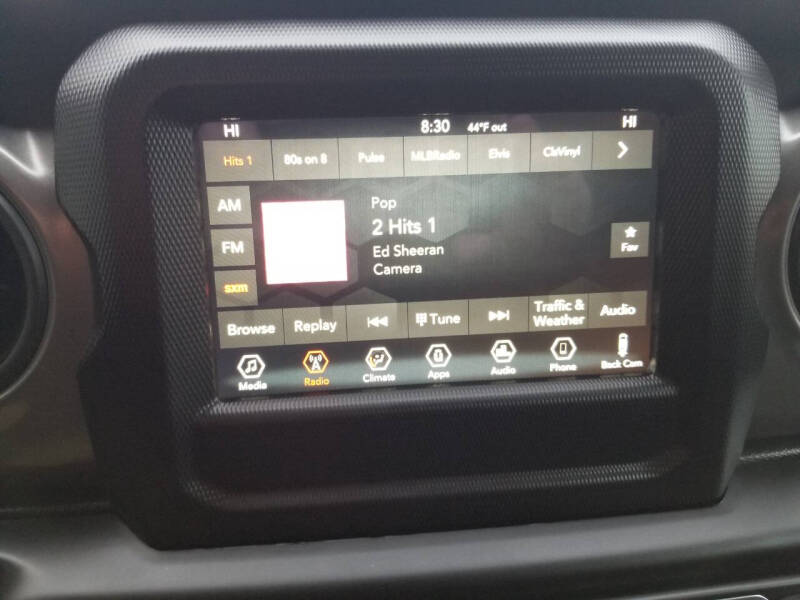 HI 8:30 44°F out HI
Hits 1 80s on 8 Pulse MLBRadio Elvis ClsVinyl
AM
FM
sxm
Pop
2 Hits 1
Ed Sheeran
Camera
Fav
Browse Replay Tune Traffic & Weather Audio
Media Radio Climate Apps Audio Phone Back Cam